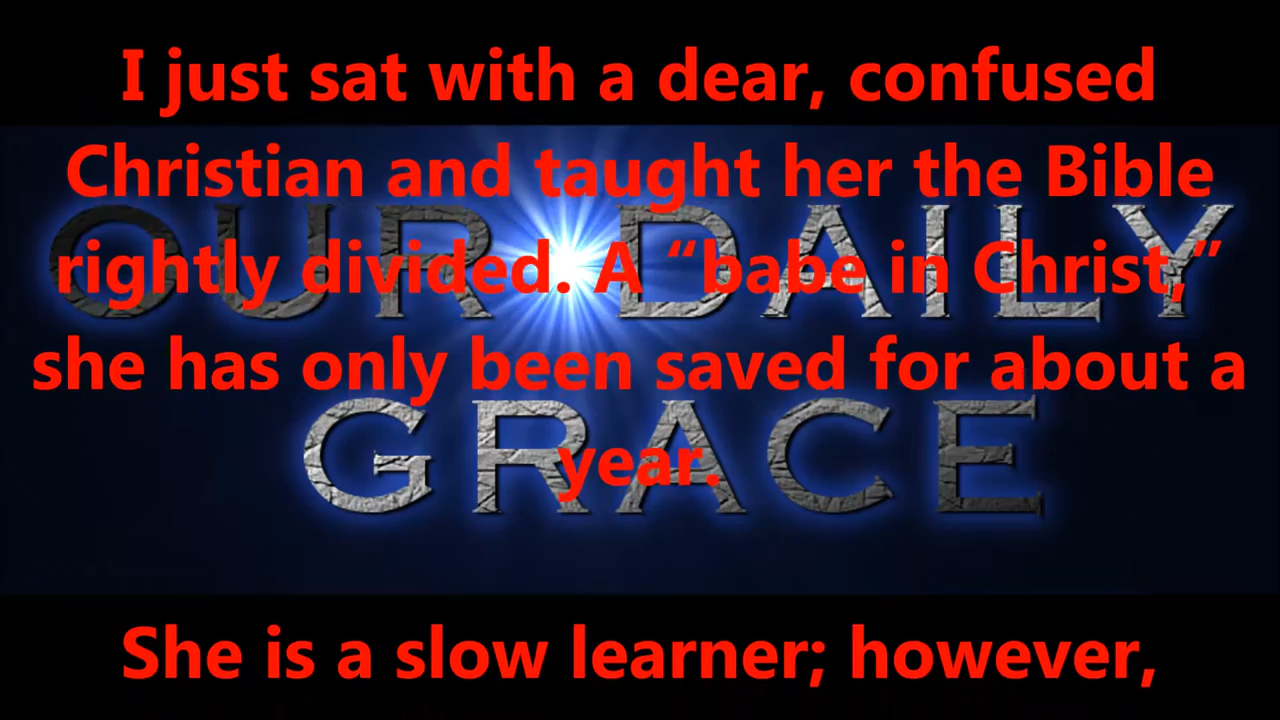 I just sat with a dear, confused
Christian and taught her the Bible
OUR DAILY
rightly divided. A “babe in Christ,”
she has only been saved for about a
GRACE
year.
She is a slow learner; however,